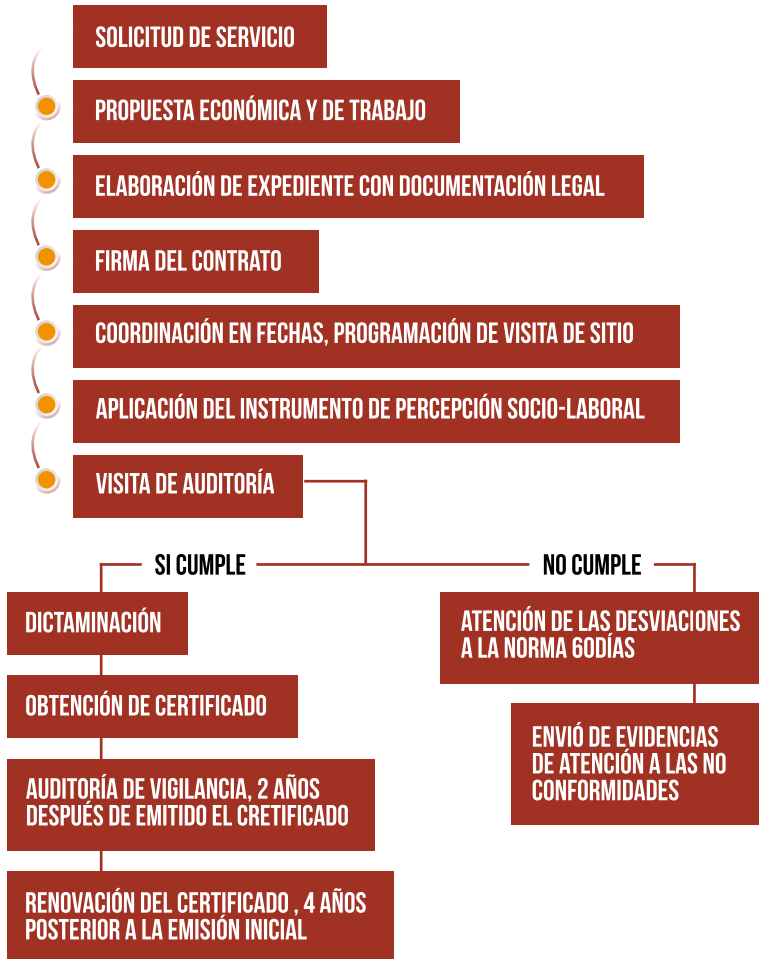 SOLICITUD DE SERVICIO
PROPUESTA ECONÓMICA Y DE TRABAJO
ELABORACIÓN DE EXPEDIENTE CON DOCUMENTACIÓN LEGAL
FIRMA DEL CONTRATO
COORDINACIÓN EN FECHAS, PROGRAMACIÓN DE VISITA DE SITIO
APLICACIÓN DEL INSTRUMENTO DE PERCEPCIÓN SOCIO-LABORAL
VISITA DE AUDITORÍA
SI CUMPLE
NO CUMPLE
DICTAMINACIÓN
OBTENCIÓN DE CERTIFICADO
AUDITORÍA DE VIGILANCIA, 2 AÑOS
DESPUÉS DE EMITIDO EL CRETIFICADO
RENOVACIÓN DEL CERTIFICADO , 4 AÑOS
POSTERIOR A LA EMISIÓN INICIAL
ATENCIÓN DE LAS DESVIACIONES
A LA NORMA 60DÍAS
ENVIÓ DE EVIDENCIAS
DE ATENCIÓN A LAS NO
CONFORMIDADES